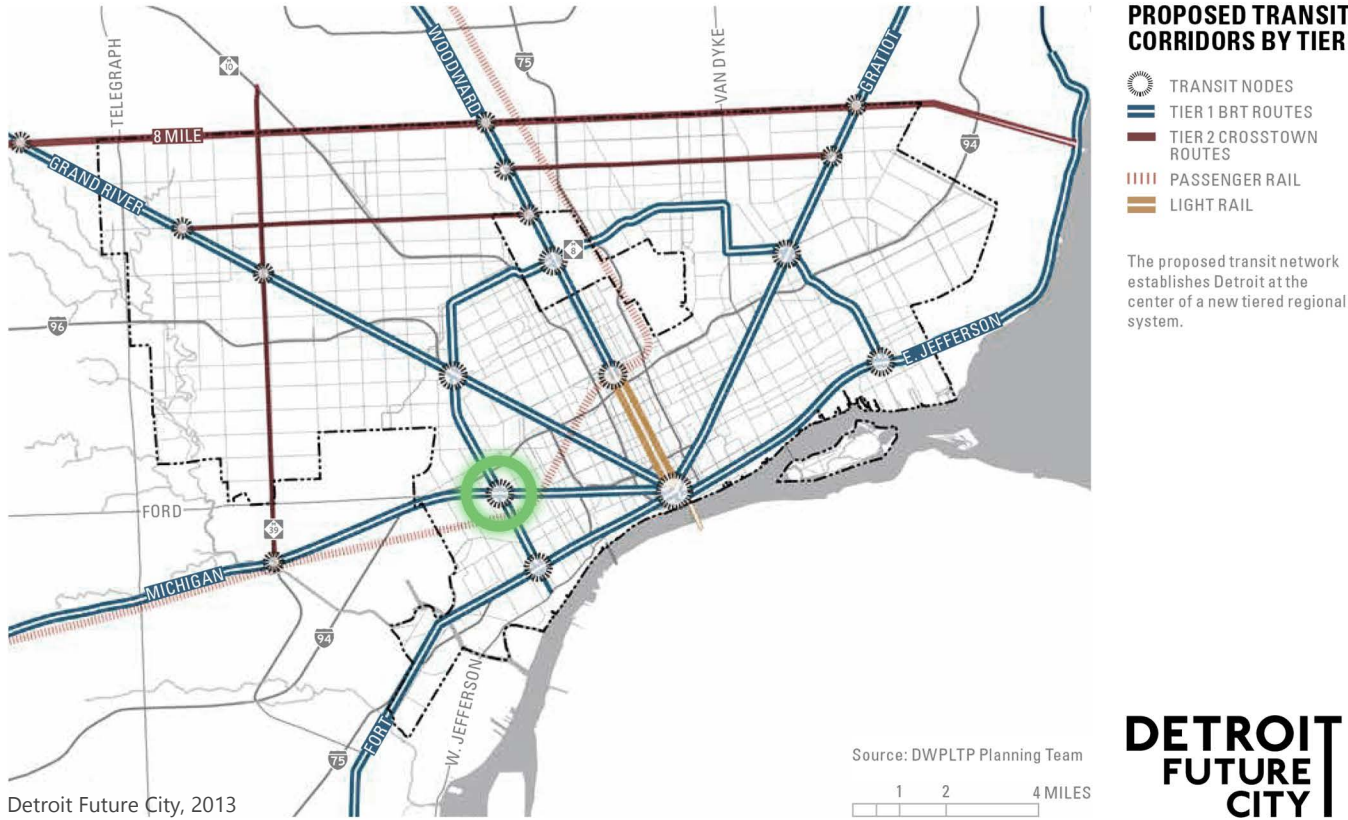 PROPOSED TRANSIT
CORRIDORS BY TIER
TRANSIT NODES
TIER 1 BRT ROUTES
TIER 2 CROSSTOWN
ROUTES
PASSENGER RAIL
LIGHT RAIL
The proposed transit network
establishes Detroit at the
center of a new tiered regional
system.
TELEGRAPH
10
WOODWARD
75
VAN DYKE
GRATIOT
8 MILE
94
GRAND RIVER
8
96
E. JEFFERSON
FORD
39
MICHIGAN
94
W. JEFFERSON
FORT
75
Source: DWPLTP Planning Team
1 2 4 MILES
Detroit Future City, 2013
DETROIT
FUTURE
CITY